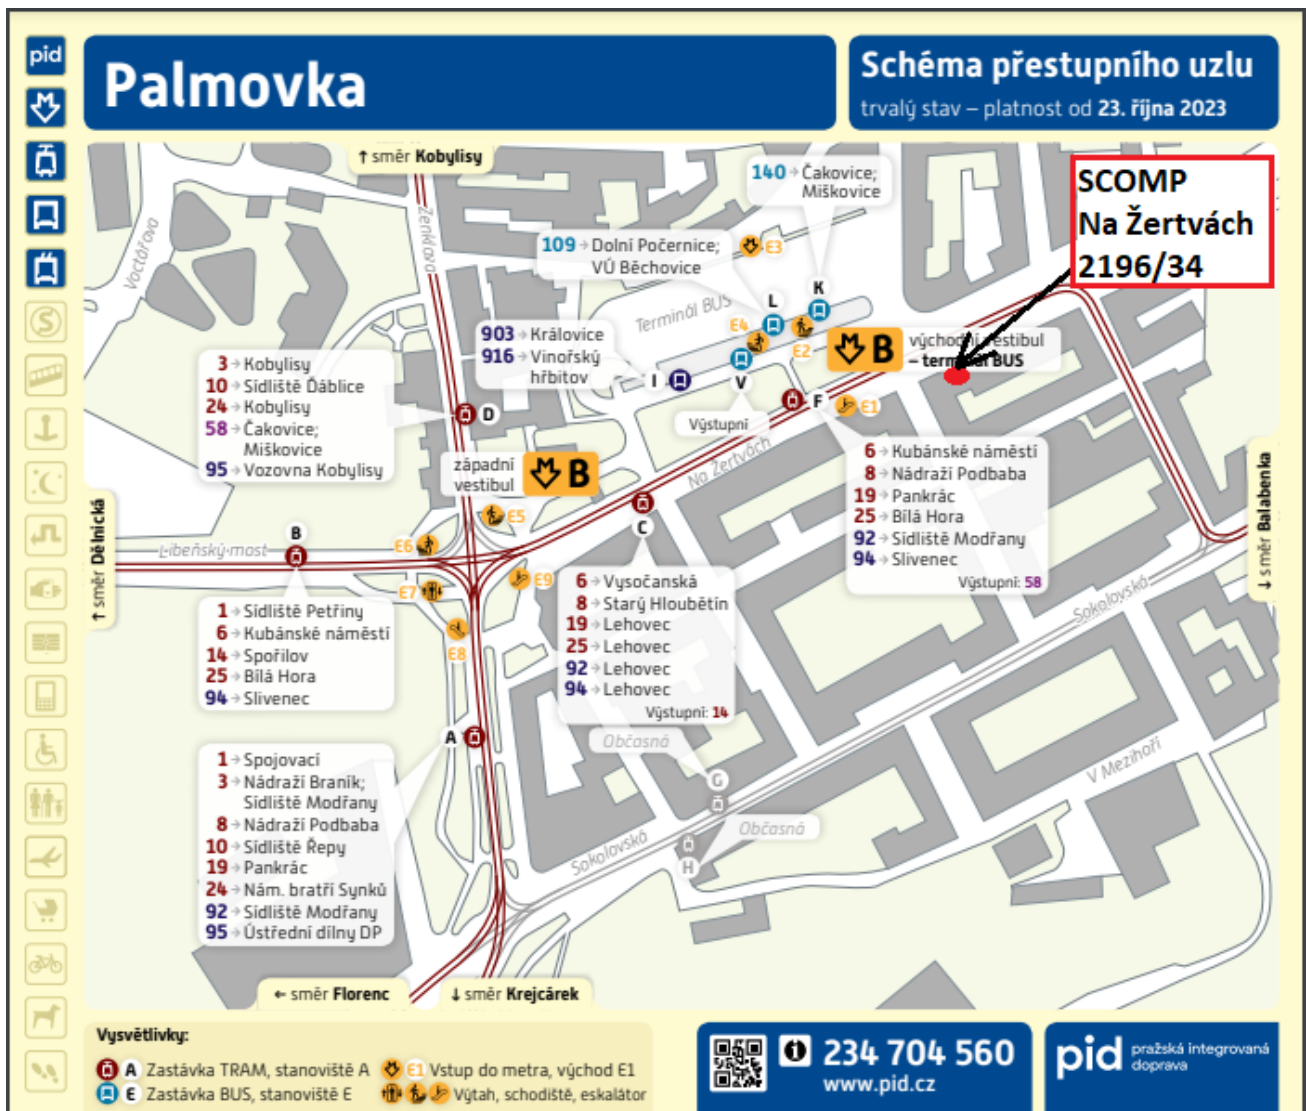 pid
Palmovka
Schéma přestupního uzlu
trvalý stav – platnost od 23. října 2023
↑ směr Kobylisy
140 → Čakovice;
Miškovice
SCOMP
Na Žertvách
2196/34
Voctářova
Zenklova
109 → Dolní Počernice;
VÚ Běchovice
E3
K
L
Terminál BUS
E4
E2
903 → Královice
916 → Vinořský
hřbitov
I
V
Výstupní
B
východní vestibul
– terminál BUS
F
E1
3 → Kobylisy
10 → Sídliště Ďáblice
24 → Kobylisy
58 → Čakovice;
Miškovice
95 → Vozovna Kobylisy
D
západní
vestibul
B
Na Žertvách
6 → Kubánské náměstí
8 → Nádraží Podbaba
19 → Pankrác
25 → Bílá Hora
92 → Sídliště Modřany
94 → Slivenec
Výstupní: 58
↓ směr Balabenka
↑ směr Dělnická
Libeňský most
B
E6
E5
C
E7
E9
E8
1 → Sídliště Petřiny
6 → Kubánské náměstí
14 → Spořilov
25 → Bílá Hora
94 → Slivenec
6 → Vysočanská
8 → Starý Hloubětín
19 → Lehovec
25 → Lehovec
92 → Lehovec
94 → Lehovec
Výstupní: 14
Sokolovská
A
Občasná
G
V Mezihoří
1 → Spojovací
3 → Nádraží Braník;
Sídliště Modřany
8 → Nádraží Podbaba
10 → Sídliště Řepy
19 → Pankrác
24 → Nám. bratří Synků
92 → Sídliště Modřany
95 → Ústřední dílny DP
Občasná
H
Sokolovská
← směr Florenc
↓ směr Krejcárek
Vysvětlivky:
A Zastávka TRAM, stanoviště A
E1 Vstup do metra, východ E1
E Zastávka BUS, stanoviště E
Výtah, schodiště, eskalátor
234 704 560
www.pid.cz
pid pražská integrovaná
doprava